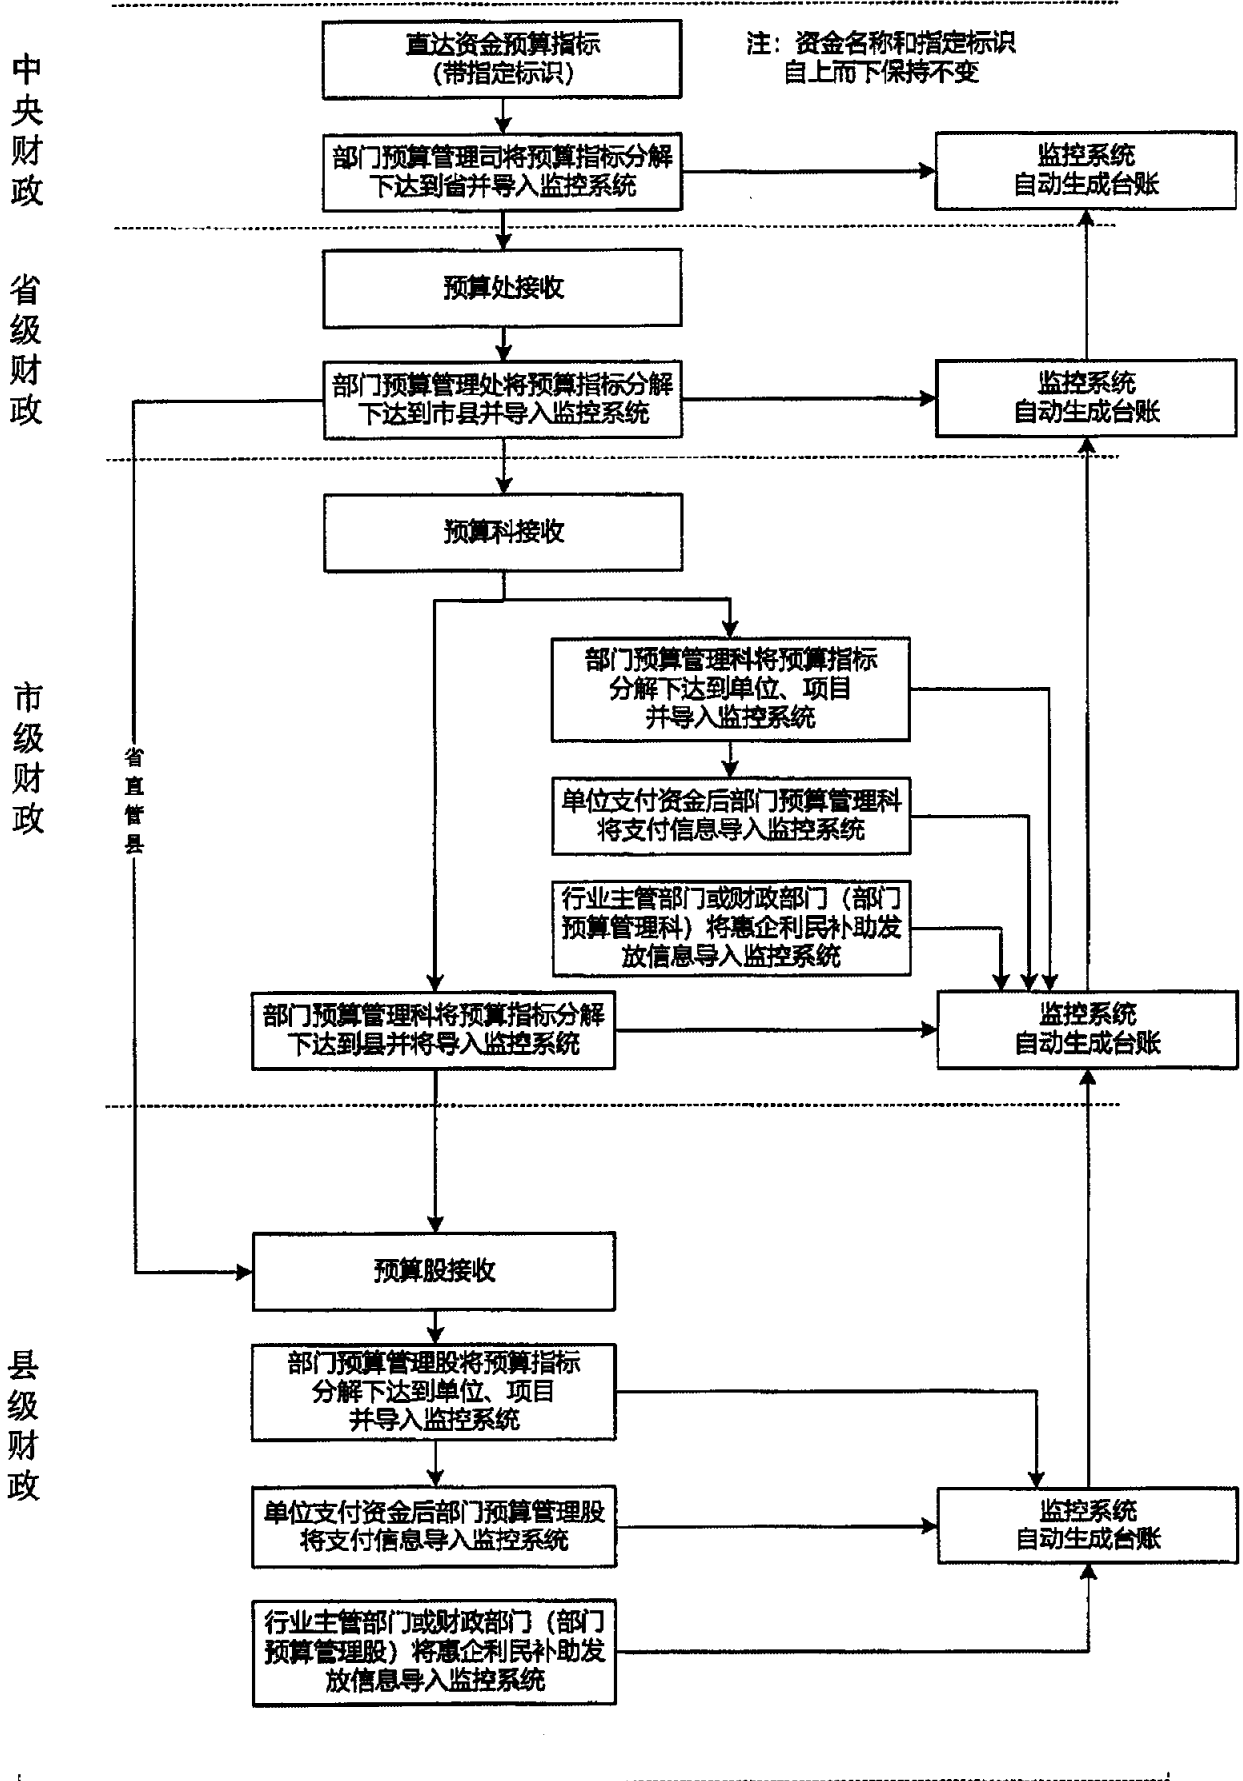 中央财政
直达资金预算指标
（带指定标识）
注：资金名称和指定标识
自上而下保持不变
部门预算管理司将预算指标分解
下达到省并导入监控系统
监控系统
自动生成台账
省级财政
预算处接收
部门预算管理处将预算指标分解
下达到市县并导入监控系统
监控系统
自动生成台账
市级财政
预算科接收
部门预算管理科将预算指标
分解下达到单位、项目
并导入监控系统
省直管县
单位支付资金后部门预算管理科
将支付信息导入监控系统
行业主管部门或财政部门（部门
预算管理科）将惠企利民补助发
放信息导入监控系统
部门预算管理科将预算指标分解
下达到县并将导入监控系统
监控系统
自动生成台账
县级财政
预算股接收
部门预算管理股将预算指标
分解下达到单位、项目
并导入监控系统
单位支付资金后部门预算管理股
将支付信息导入监控系统
监控系统
自动生成台账
行业主管部门或财政部门（部门
预算管理股）将惠企利民补助发
放信息导入监控系统